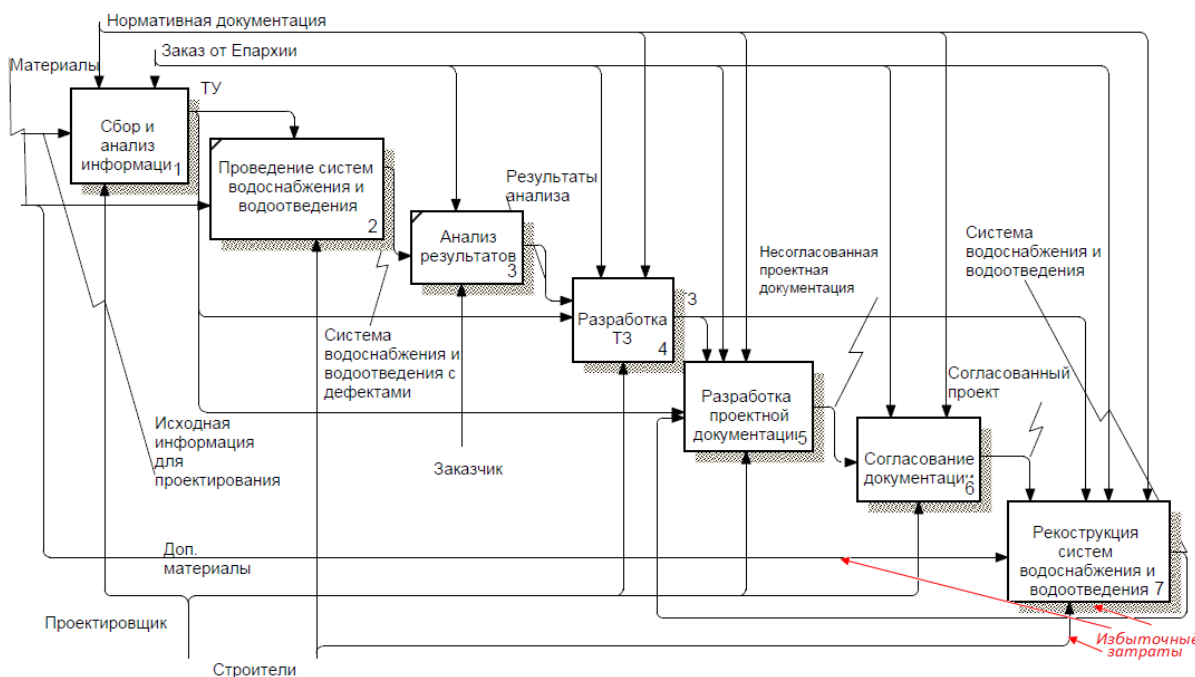 Нормативная документация
Заказ от Епархии
Материалы
ТУ
Сбор и
анализ
информаци
1
Проведение систем
водоснабжения и
водоотведения
2
Результаты
анализа
Анализ
результатов
3
Система
водоснабжения и
водоотведения
Несогласованная
проектная
документация
ТЗ
Разработка
ТЗ
4
Система
водоснабжения и
водоотведения с
дефектами
Разработка
проектной
документаци
5
Согласованный
проект
Исходная
информация
для
проектирования
Заказчик
Согласование
документаци
6
Рекострукция
систем
водоснабжения и
водоотведения 7
Доп.
материалы
Проектировщик
Избыточные
затраты
Строители